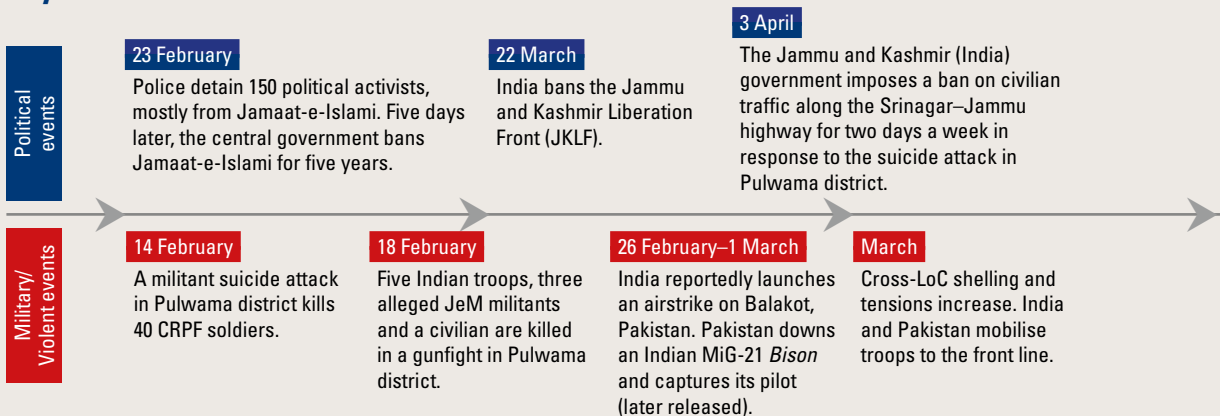 Political
events
23 February
Police detain 150 political activists,
mostly from Jamaat-e-Islami. Five days
later, the central government bans
Jamaat-e-Islami for five years.
22 March
India bans the Jammu
and Kashmir Liberation
Front (JKLF).
3 April
The Jammu and Kashmir (India)
government imposes a ban on civilian
traffic along the Srinagar–Jammu
highway for two days a week in
response to the suicide attack in
Pulwama district.
Military/
Violent events
14 February
A militant suicide attack
in Pulwama district kills
40 CRPF soldiers.
18 February
Five Indian troops, three
alleged JeM militants
and a civilian are killed
in a gunfight in Pulwama
district.
26 February–1 March
India reportedly launches
an airstrike on Balakot,
Pakistan. Pakistan downs
an Indian MiG-21 Bison
and captures its pilot
(later released).
March
Cross-LoC shelling and
tensions increase. India
and Pakistan mobilise
troops to the front line.